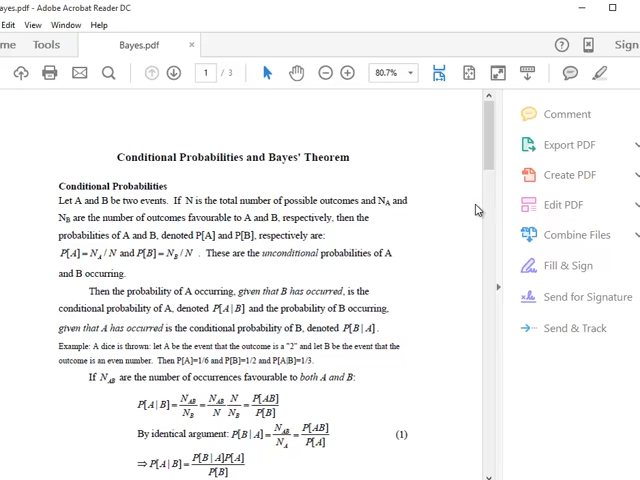 ayes.pdf - Adobe Acrobat Reader DC
Edit View Window Help
me Tools Bayes.pdf × Sign
1 / 3 80.7%
Comment
Export PDF
Create PDF
Edit PDF
Combine Files
Fill & Sign
Send for Signature
Send & Track
Conditional Probabilities and Bayes' Theorem
Conditional Probabilities
Let A and B be two events. If N is the total number of possible outcomes and N_A and
N_B are the number of outcomes favourable to A and B, respectively, then the
probabilities of A and B, denoted P[A] and P[B], respectively are:
P[A] = N_A / N and P[B] = N_B / N . These are the unconditional probabilities of A
and B occurring.
Then the probability of A occurring, given that B has occurred, is the
conditional probability of A, denoted P[A | B] and the probability of B occurring,
given that A has occurred is the conditional probability of B, denoted P[B | A].
Example: A dice is thrown: let A be the event that the outcome is a "2" and let B be the event that the
outcome is an even number. Then P[A]=1/6 and P[B]=1/2 and P[A|B]=1/3.
If N_AB are the number of occurrences favourable to both A and B:
P[A | B] = N_AB / N_B = N_AB / N N / N_B = P[AB] / P[B]
By identical argument: P[B | A] = N_AB / N_A = P[AB] / P[A] (1)
⇒ P[A | B] = P[B | A]P[A] / P[B]